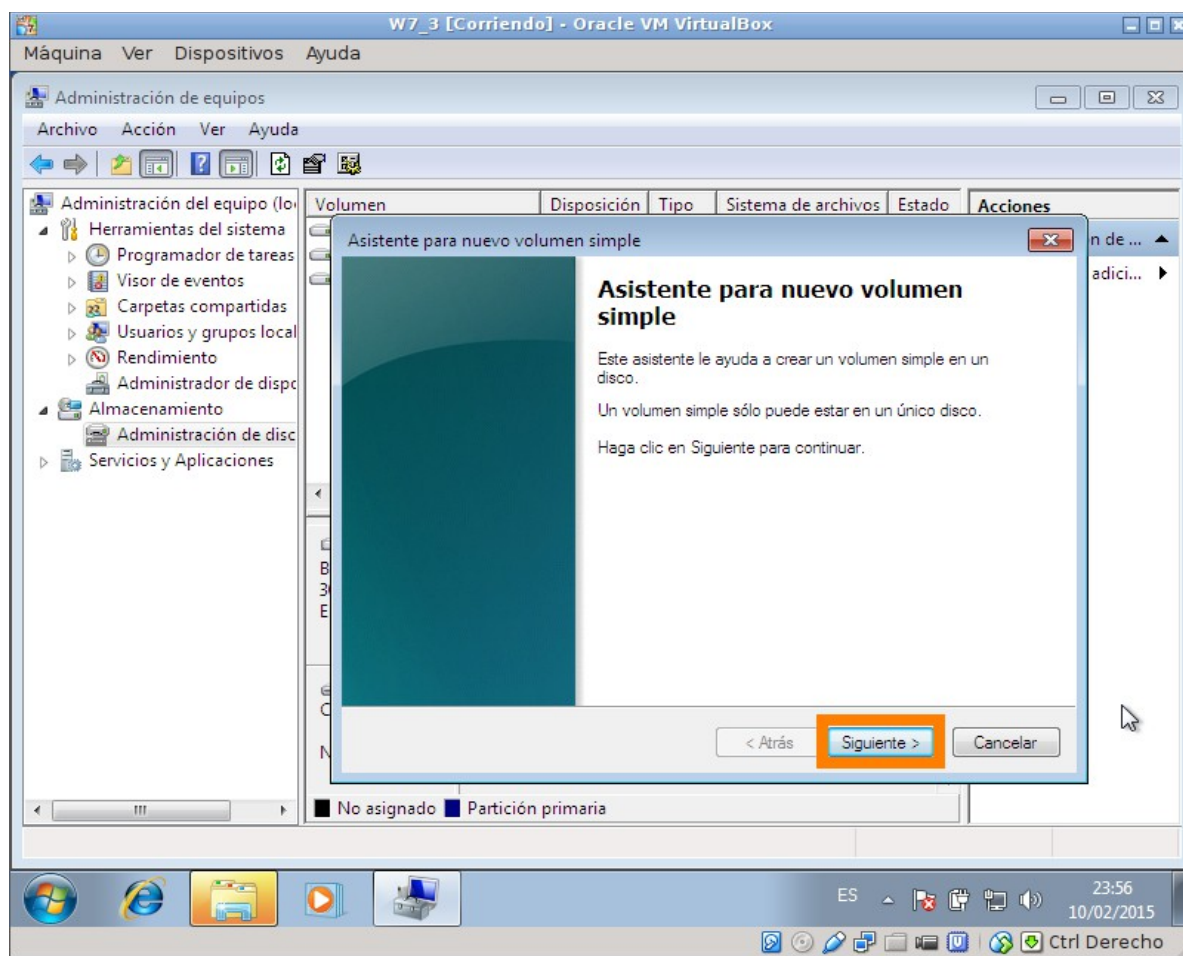 W7_3 [Corriendo] - Oracle VM VirtualBox
Máquina Ver Dispositivos Ayuda
Administración de equipos
Archivo Acción Ver Ayuda
Administración del equipo (lo
Herramientas del sistema
Programador de tareas
Visor de eventos
Carpetas compartidas
Usuarios y grupos local
Rendimiento
Administrador de dispo
Almacenamiento
Administración de disc
Servicios y Aplicaciones
Volumen Disposición Tipo Sistema de archivos Estado
Acciones
n de ...
adici...
Asistente para nuevo volumen simple
Asistente para nuevo volumen
simple
Este asistente le ayuda a crear un volumen simple en un
disco.
Un volumen simple sólo puede estar en un único disco.
Haga clic en Siguiente para continuar.
B
E
N
< Atrás Siguiente > Cancelar
No asignado Partición primaria
ES
23:56
10/02/2015
Ctrl Derecho